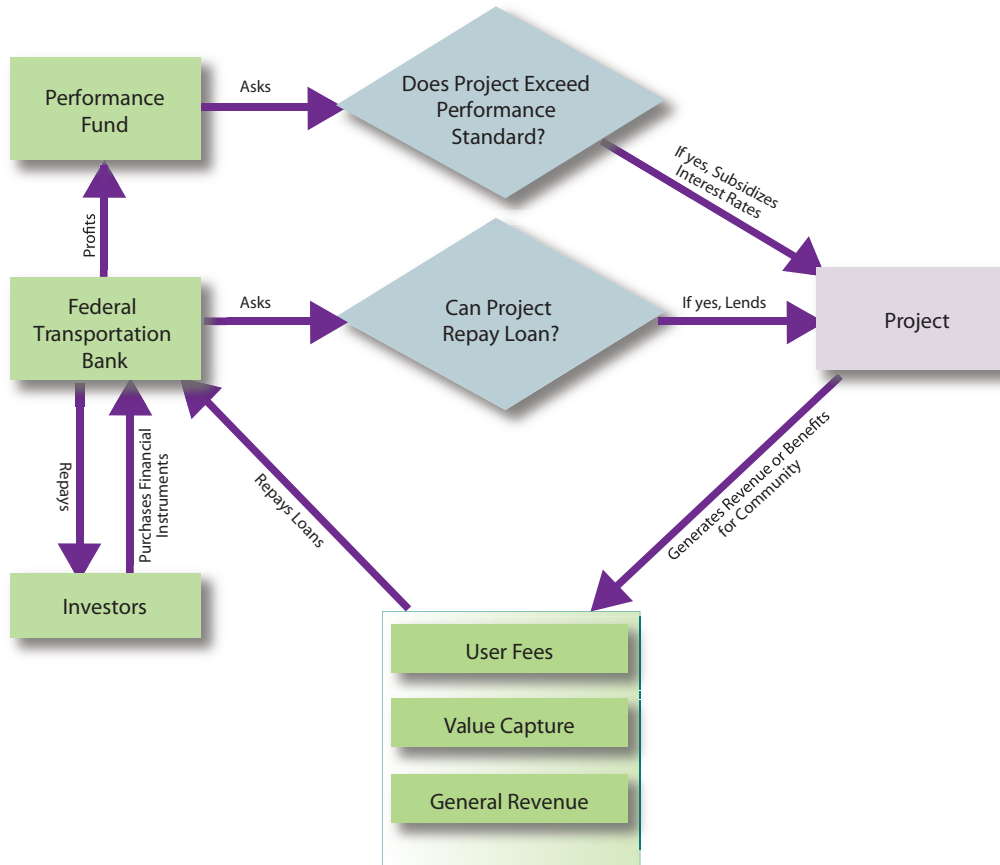 Performance
Fund
Asks
Does Project Exceed
Performance
Standard?
If yes, Subsidizes
Interest Rates
Profits
Federal
Transportation
Bank
Asks
Can Project
Repay Loan?
If yes, Lends
Project
Repays
Purchases Financial
Instruments
Repays Loans
Generates Revenue or Benefits
for Community
Investors
User Fees
Value Capture
General Revenue